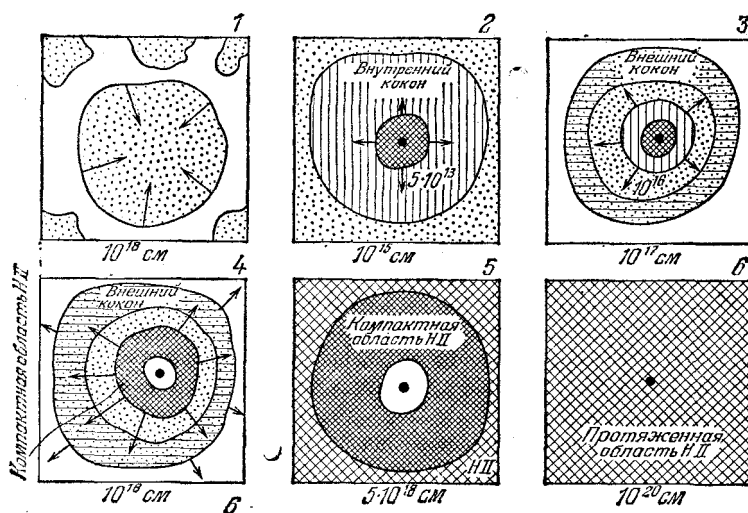 1
2
3
Внутренний
кокон
5·10¹³
Внешний
кокон
10¹⁶
10¹⁸ см
10¹⁵ см
10¹⁷ см
4
5
6
Компактная область H II
Внешний
кокон
Компактная
область H II
H II
Протяженная
область H II
10¹⁸ см
5·10¹⁸ см
10²⁰ см
6